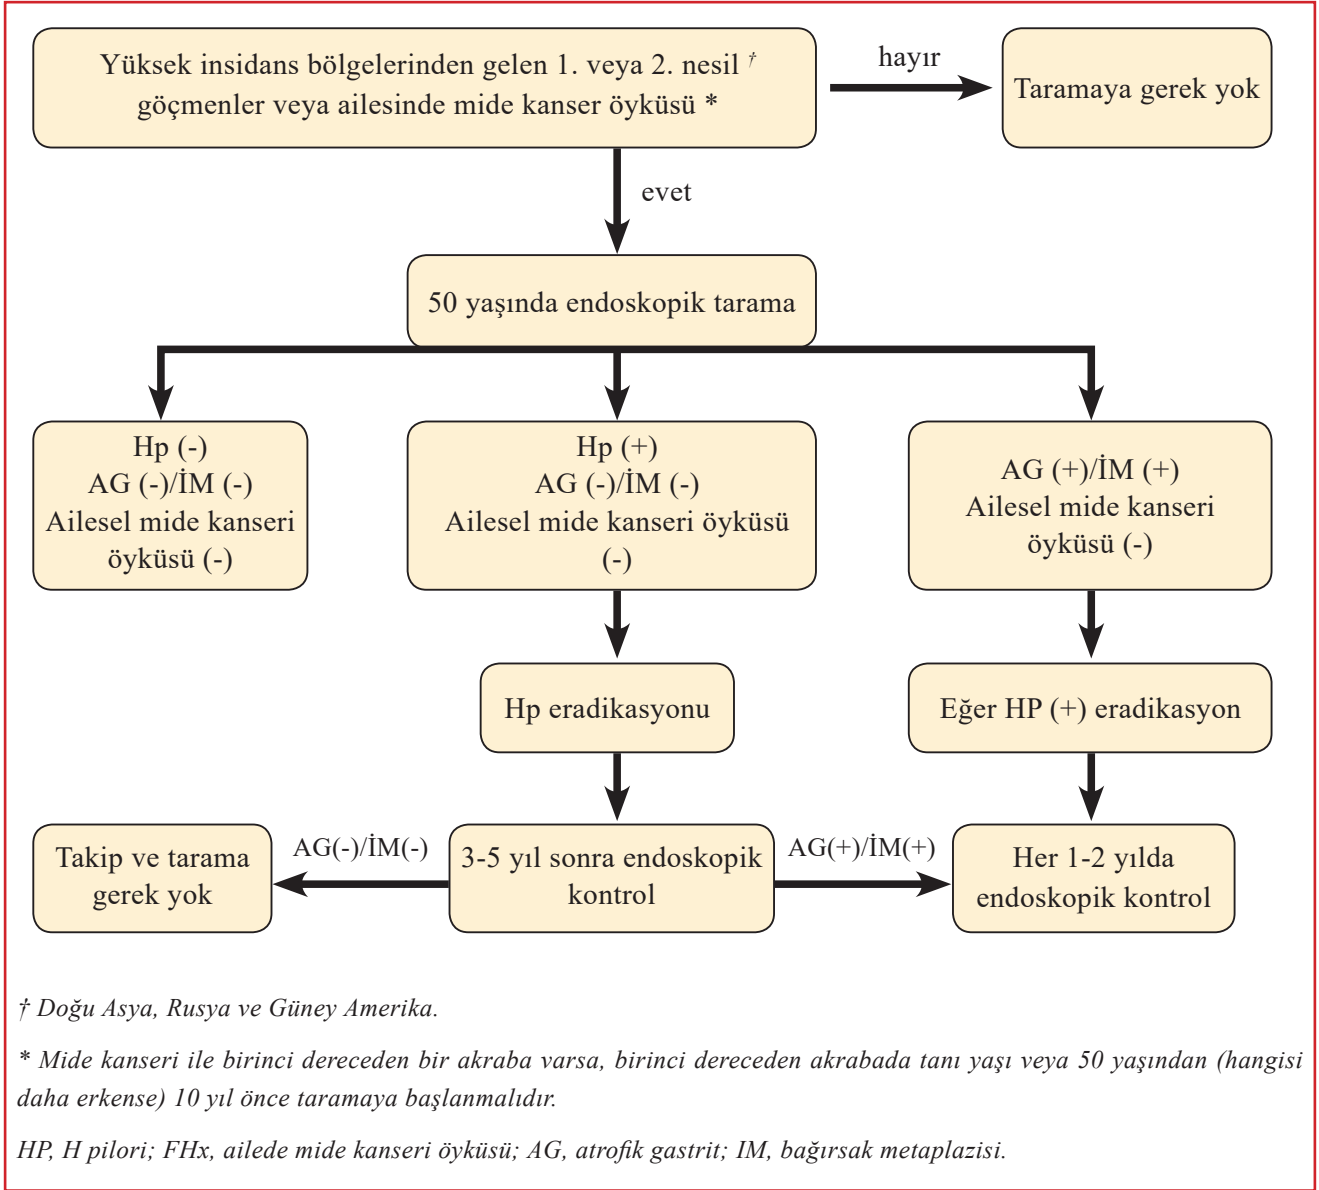 Yüksek insidans bölgelerinden gelen 1. veya 2. nesil †
göçmenler veya ailesinde mide kanser öyküsü *
hayır
Taramaya gerek yok
evet
50 yaşında endoskopik tarama
Hp (-)
AG (-)/İM (-)
Ailesel mide kanseri
öyküsü (-)
Hp (+)
AG (-)/İM (-)
Ailesel mide kanseri öyküsü
(-)
AG (+)/İM (+)
Ailesel mide kanseri
öyküsü (-)
Hp eradikasyonu
Eğer HP (+) eradikasyon
Takip ve tarama
gerek yok
AG(-)/İM(-)
3-5 yıl sonra endoskopik
kontrol
AG(+)/İM(+)
Her 1-2 yılda
endoskopik kontrol
† Doğu Asya, Rusya ve Güney Amerika.
* Mide kanseri ile birinci dereceden bir akraba varsa, birinci dereceden akrabada tanı yaşı veya 50 yaşından (hangisi
daha erkense) 10 yıl önce taramaya başlanmalıdır.
HP, H pilori; FHx, ailede mide kanseri öyküsü; AG, atrofik gastrit; IM, bağırsak metaplazisi.